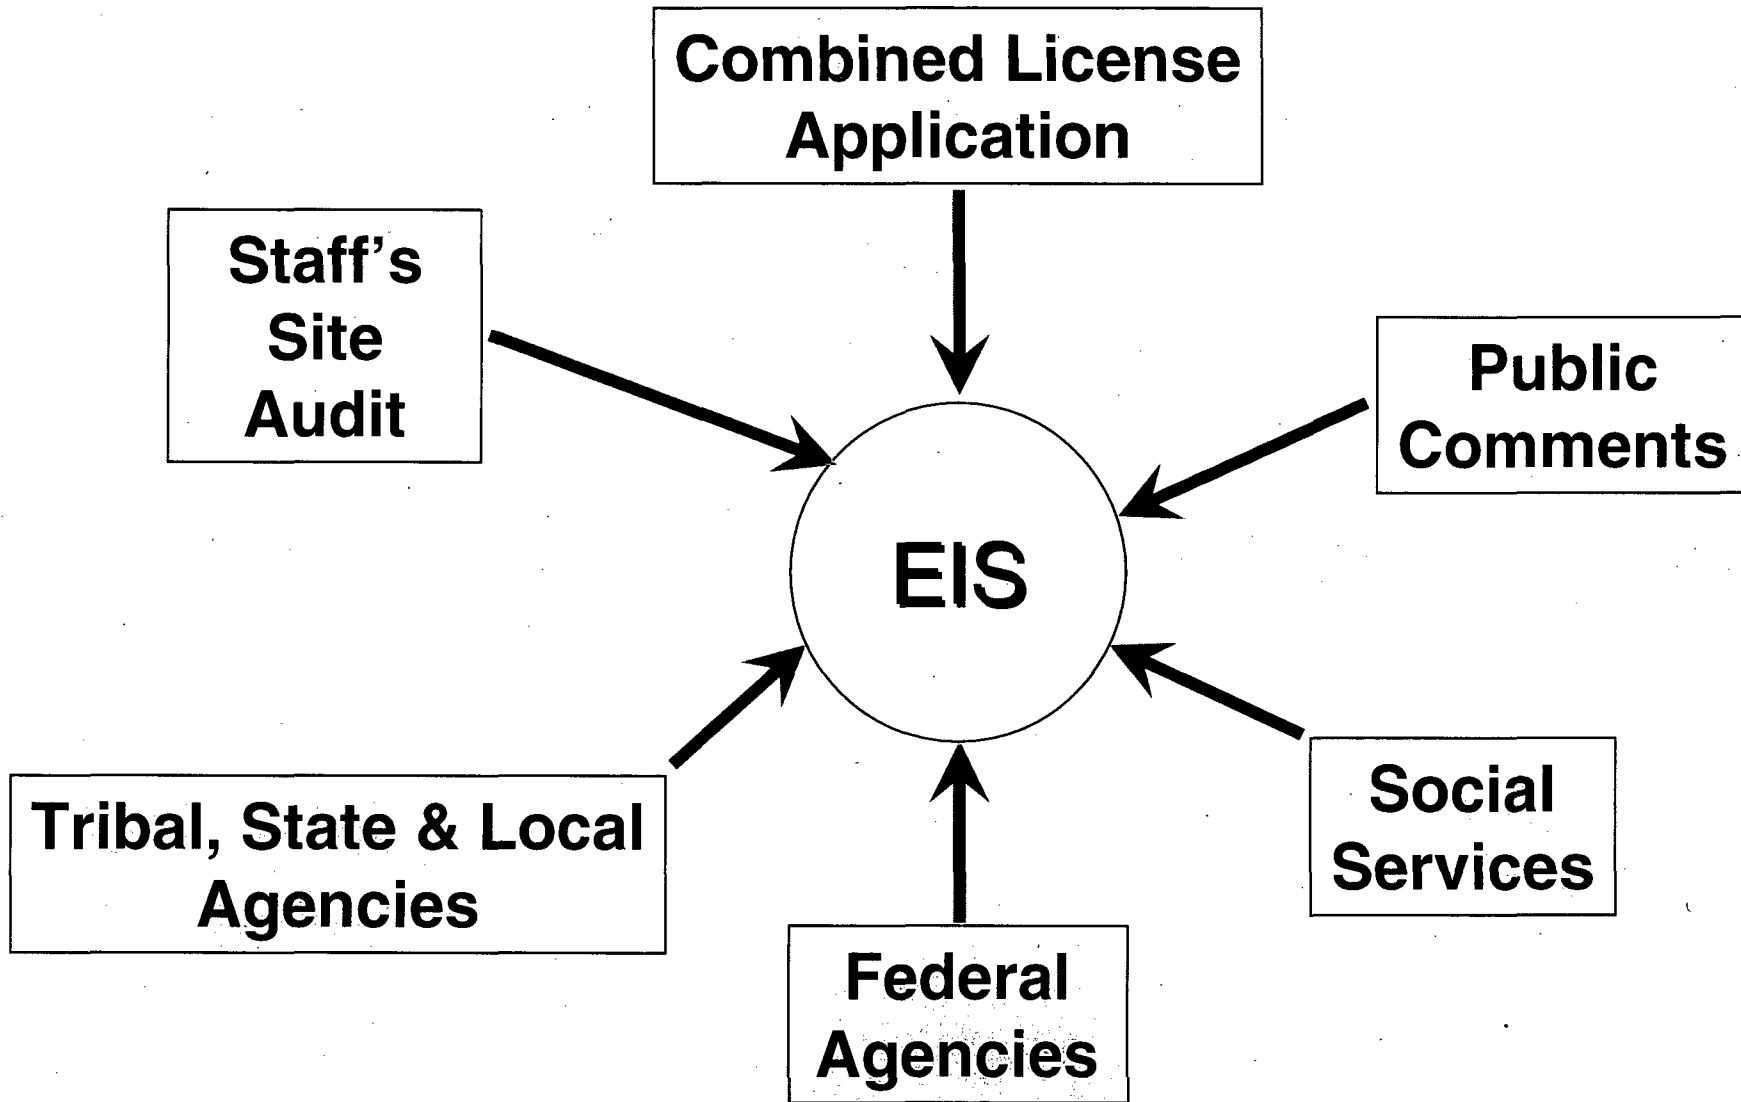 Combined License
Application
Staff's
Site
Audit
Public
Comments
EIS
Tribal, State & Local
Agencies
Social
Services
Federal
Agencies